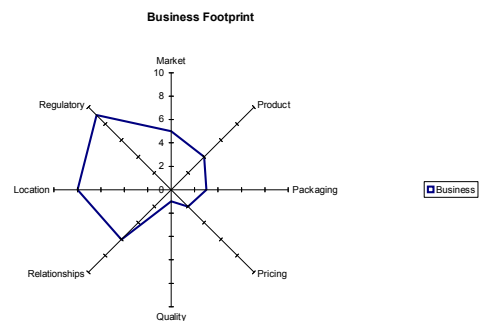 Business Footprint
Market
10
Regulatory
8
Product
6
4
2
Location
0
Packaging
Business
Relationships
Pricing
Quality